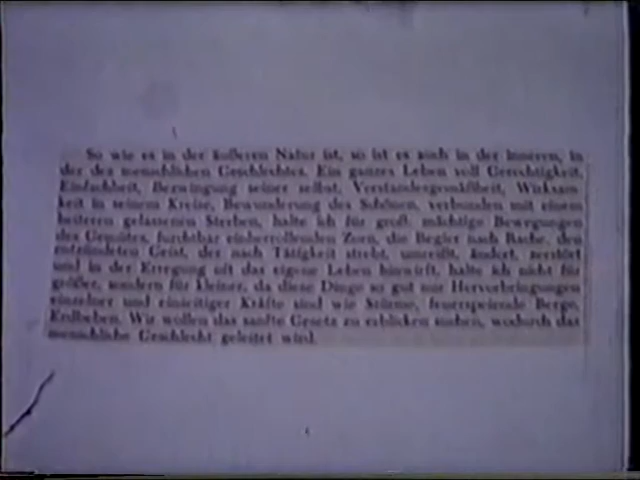 So wie es in der äußeren Natur ist, so ist es auch in der inneren, in
der des menschlichen Geschlechtes. Ein ganzes Leben voll Gerechtigkeit,
Einfachheit, Bezwingung seiner selbst, Verstandesgemäßheit, Wirksam-
keit in seinem Kreise, Bewunderung des Schönen, verbunden mit einem
heiteren gelassenen Sterben, halte ich für groß: mächtige Bewegungen
des Gemütes, furchtbar einherrollenden Zorn, die Begier nach Rache, den
entzündeten Geist, der nach Tätigkeit strebt, umreißt, ändert, zerstört
und in der Erregung oft das eigene Leben hinwirft, halte ich nicht für
größer, sondern für kleiner, da diese Dinge so gut nur Hervorbringungen
einzelner und einseitiger Kräfte sind wie Stürme, feuerspeiende Berge,
Erdbeben. Wir wollen das sanfte Gesetz zu erblicken suchen, wodurch das
menschliche Geschlecht geleitet wird.